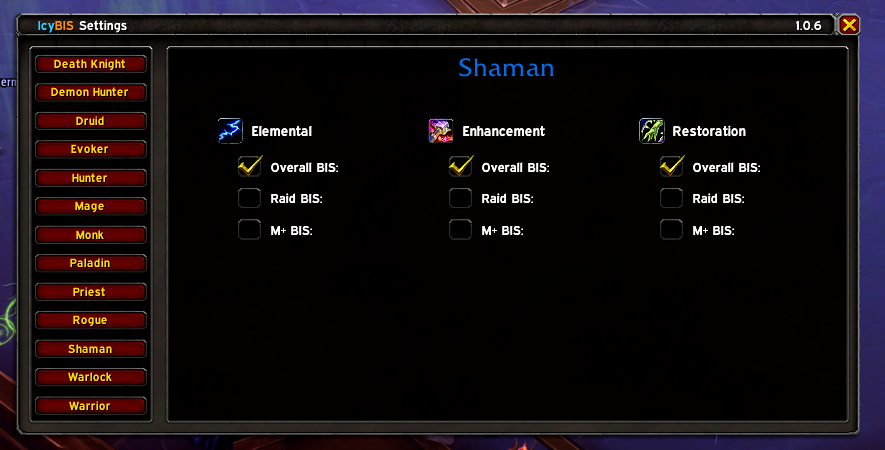 IcyBIS Settings
1.0.6
ern
Death Knight
Demon Hunter
Druid
Evoker
Hunter
Mage
Monk
Paladin
Priest
Rogue
Shaman
Warlock
Warrior
Shaman
Elemental
Overall BIS:
Raid BIS:
M+ BIS:
Enhancement
Overall BIS:
Raid BIS:
M+ BIS:
Restoration
Overall BIS:
Raid BIS:
M+ BIS: